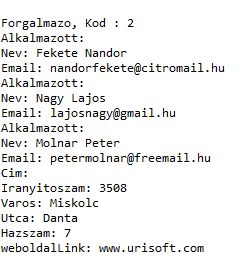 Forgalmazo, Kod : 2
Alkalmazott:
Nev: Fekete Nandor
Email: nandorfekete@citromail.hu
Alkalmazott:
Nev: Nagy Lajos
Email: lajosnagy@gmail.hu
Alkalmazott:
Nev: Molnar Peter
Email: petermolnar@freemail.hu
Cim:
Iranyitoszam: 3508
Varos: Miskolc
Utca: Danta
Hazszam: 7
weboldalLink: www.urisoft.com